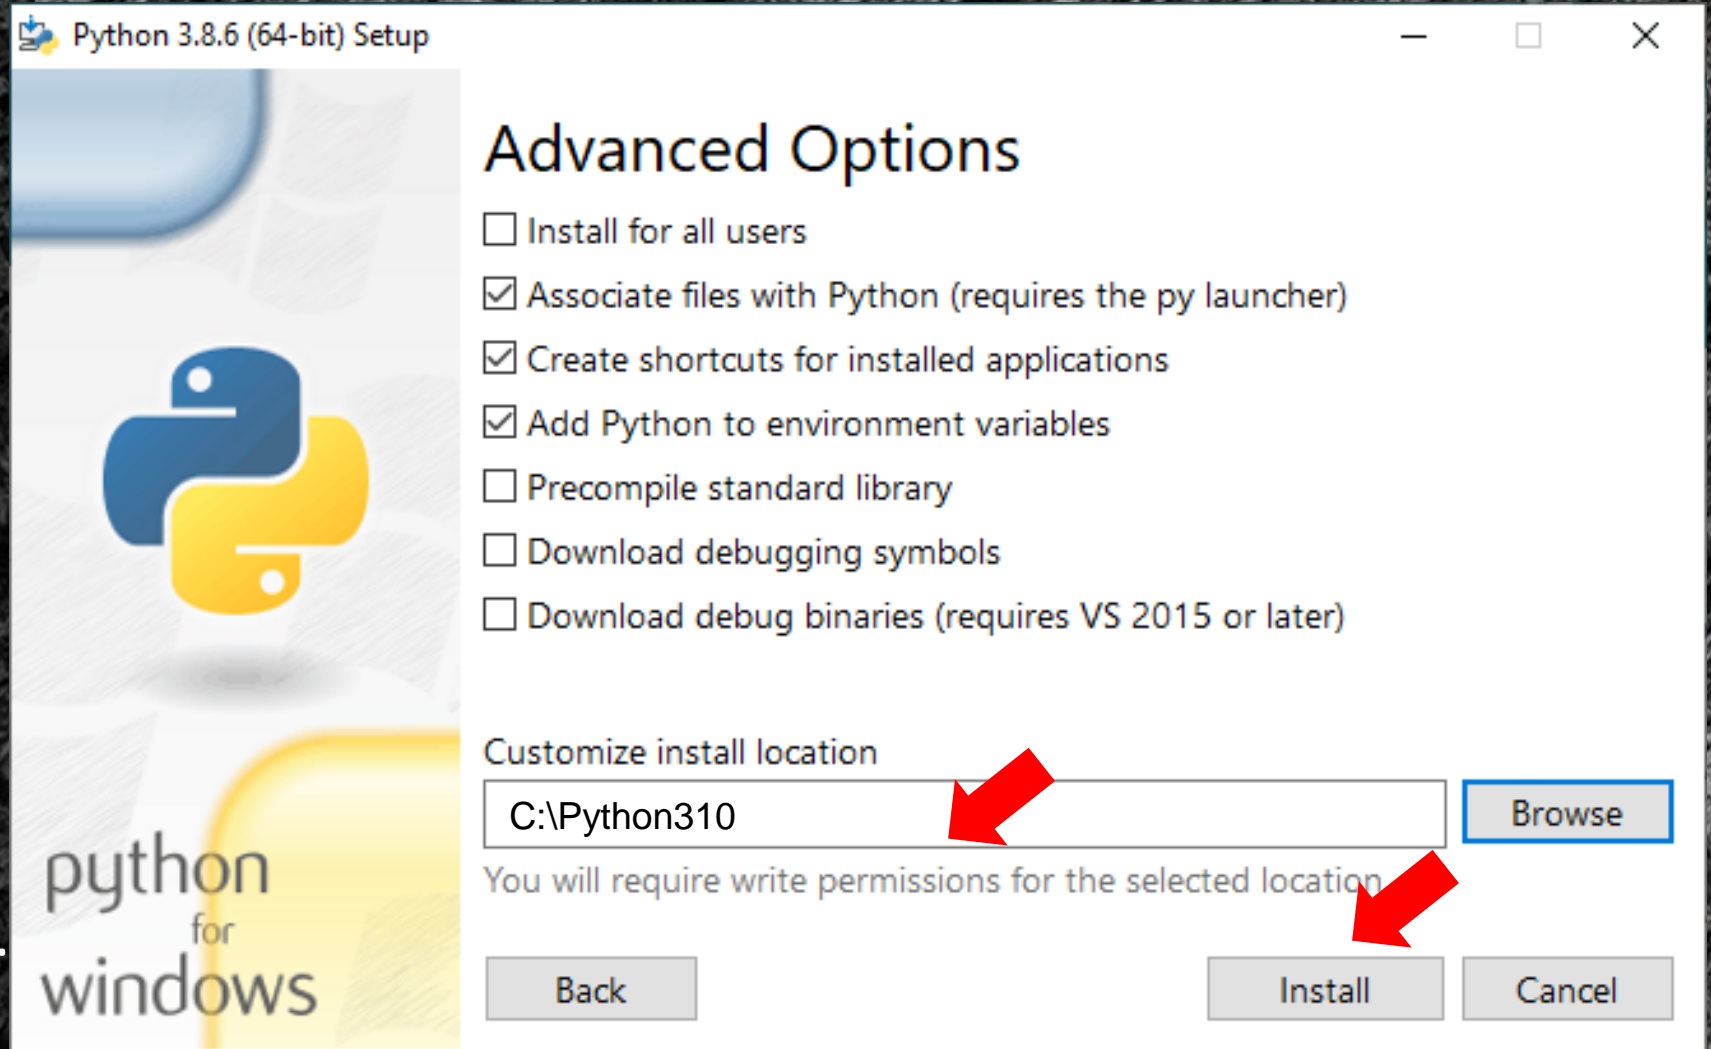 Python 3.8.6 (64-bit) Setup
Advanced Options
Install for all users
Associate files with Python (requires the py launcher)
Create shortcuts for installed applications
Add Python to environment variables
Precompile standard library
Download debugging symbols
Download debug binaries (requires VS 2015 or later)
Customize install location
C:\Python310
Browse
You will require write permissions for the selected location
python
for
windows
Back
Install
Cancel